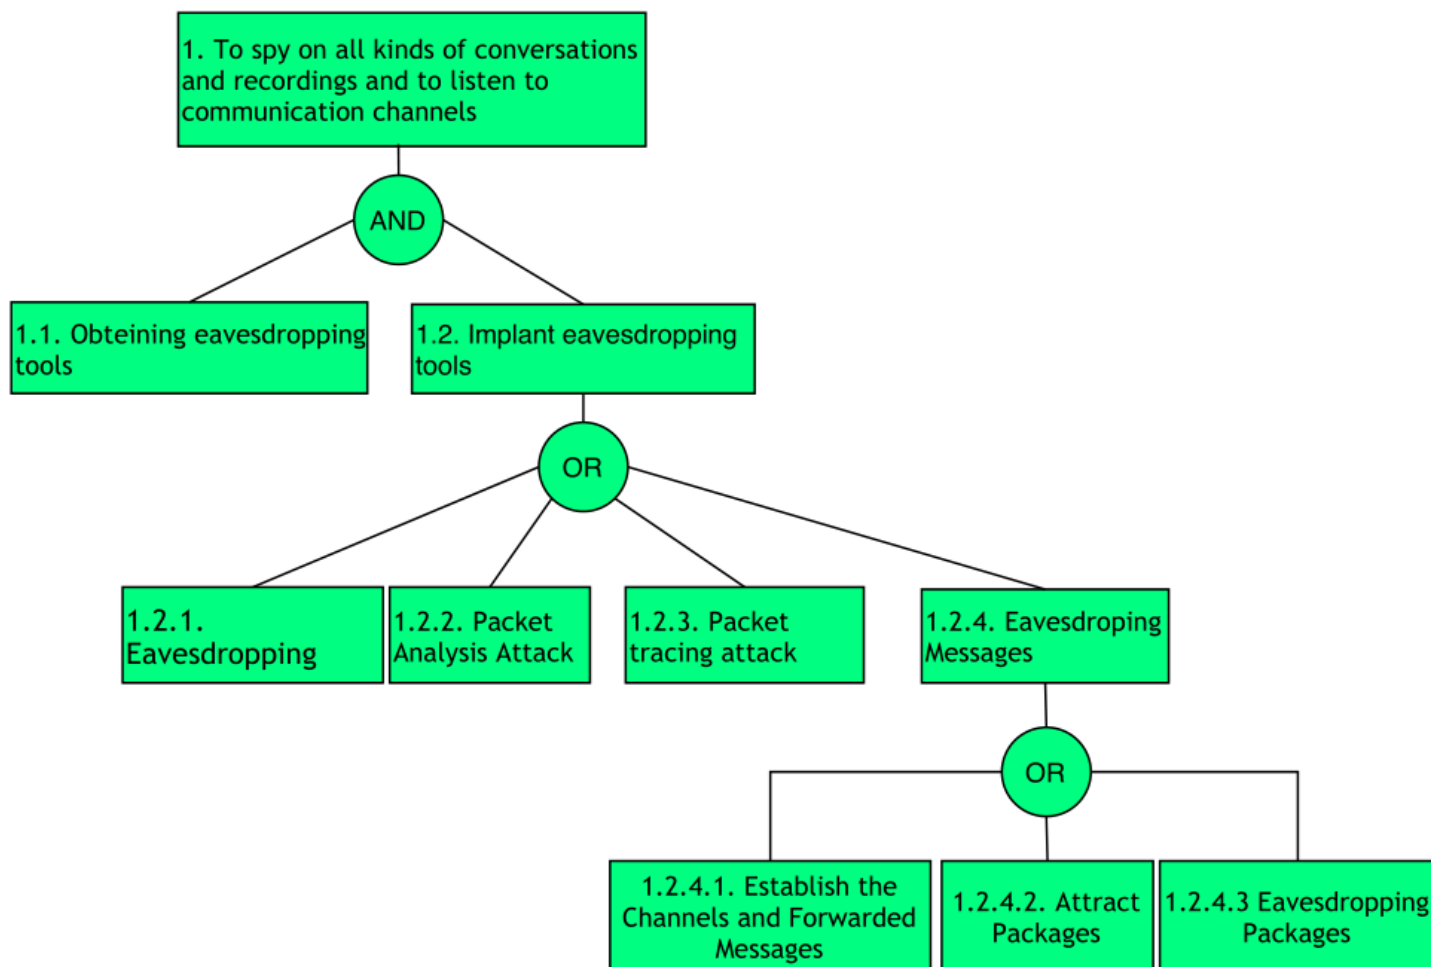 1. To spy on all kinds of conversations
and recordings and to listen to
communication channels
AND
1.1. Obteining eavesdropping
tools
1.2. Implant eavesdropping
tools
OR
1.2.1.
Eavesdropping
1.2.2. Packet
Analysis Attack
1.2.3. Packet
tracing attack
1.2.4. Eavesdroping
Messages
OR
1.2.4.1. Establish the
Channels and Forwarded
Messages
1.2.4.2. Attract
Packages
1.2.4.3 Eavesdropping
Packages